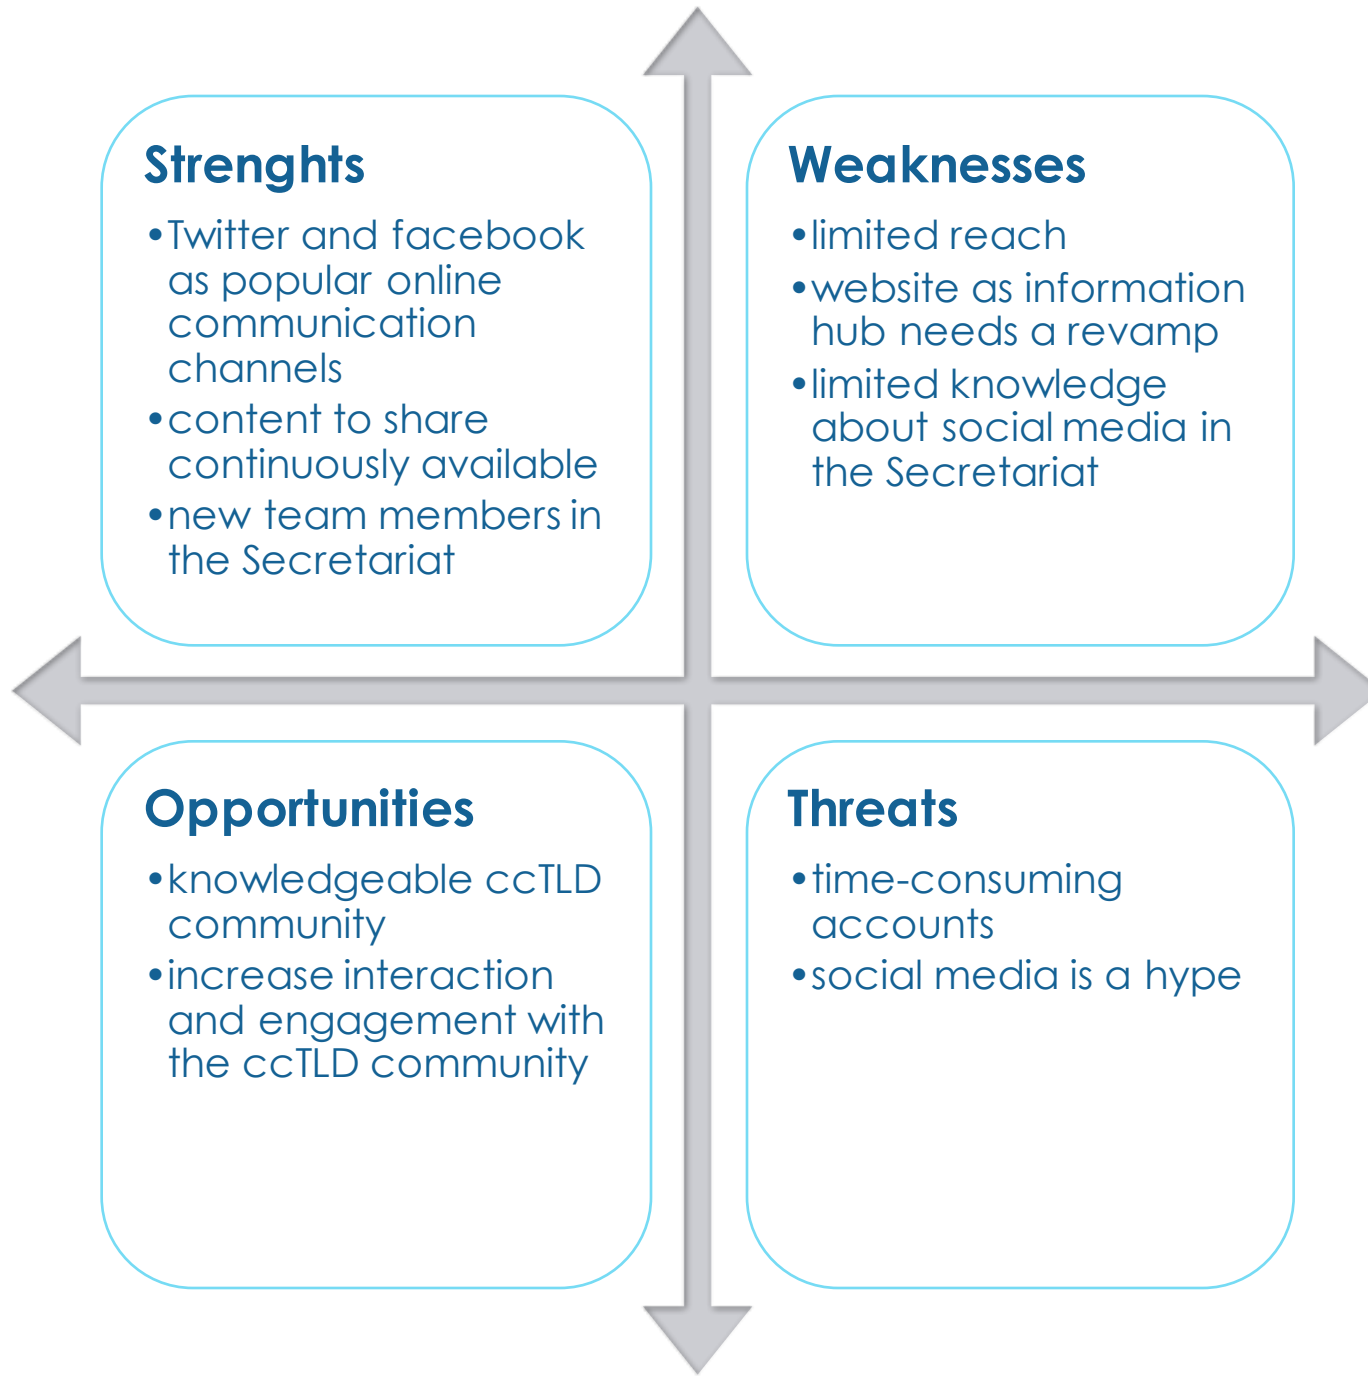 Strenghts
•Twitter and facebook
as popular online
communication
channels
•content to share
continuously available
•new team members in
the Secretariat
Weaknesses
•limited reach
•website as information
hub needs a revamp
•limited knowledge
about social media in
the Secretariat
Opportunities
•knowledgeable ccTLD
community
•increase interaction
and engagement with
the ccTLD community
Threats
•time-consuming
accounts
•social media is a hype